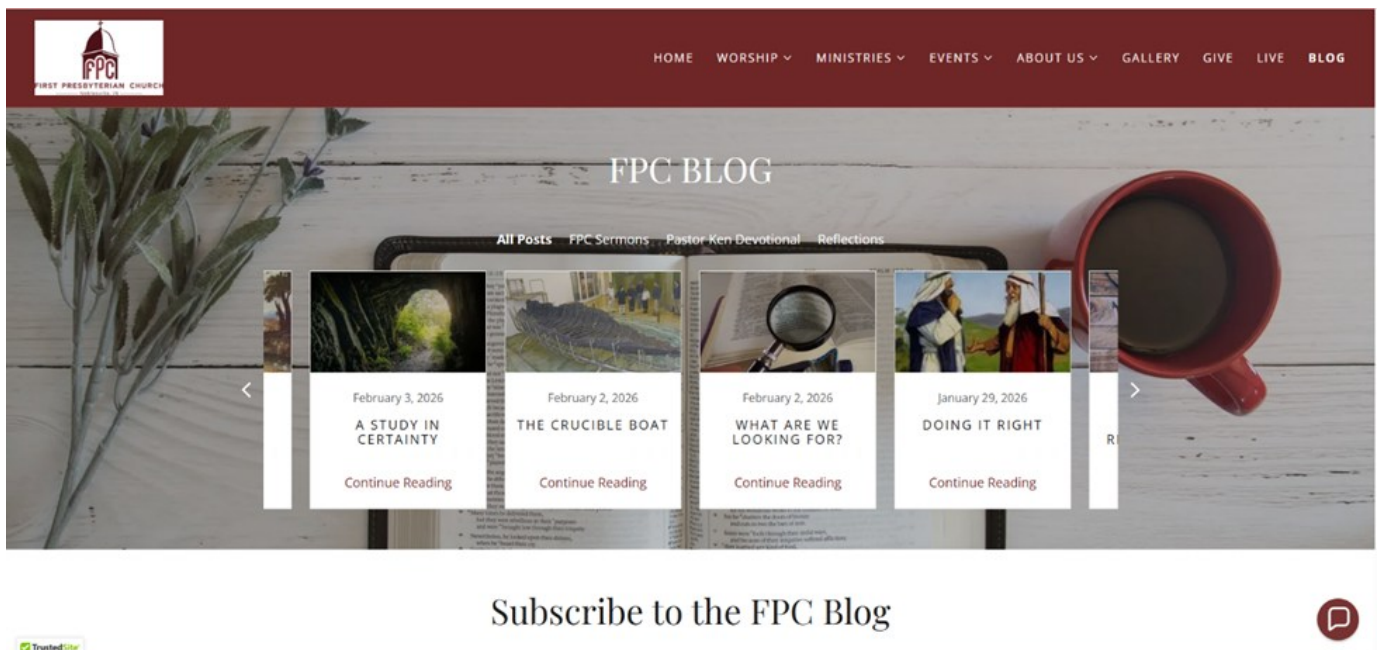 FPC
FIRST PRESBYTERIAN CHURCH
HOME WORSHIP MINISTRIES EVENTS ABOUT US GALLERY GIVE LIVE BLOG
FPC BLOG
All Posts FPC Sermons Pastor Ken Devotional Reflections
February 3, 2026
A STUDY IN
CERTAINTY
Continue Reading
February 2, 2026
THE CRUCIBLE BOAT
Continue Reading
February 2, 2026
WHAT ARE WE
LOOKING FOR?
Continue Reading
January 29, 2026
DOING IT RIGHT
Continue Reading
Subscribe to the FPC Blog
TrustedSite